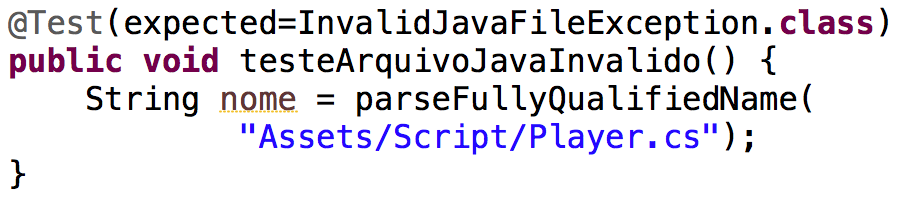 @Test(expected=InvalidJavaFileException.class)
public void testeArquivoJavaInvalido() {
    String nome = parseFullyQualifiedName(
            "Assets/Script/Player.cs");
}